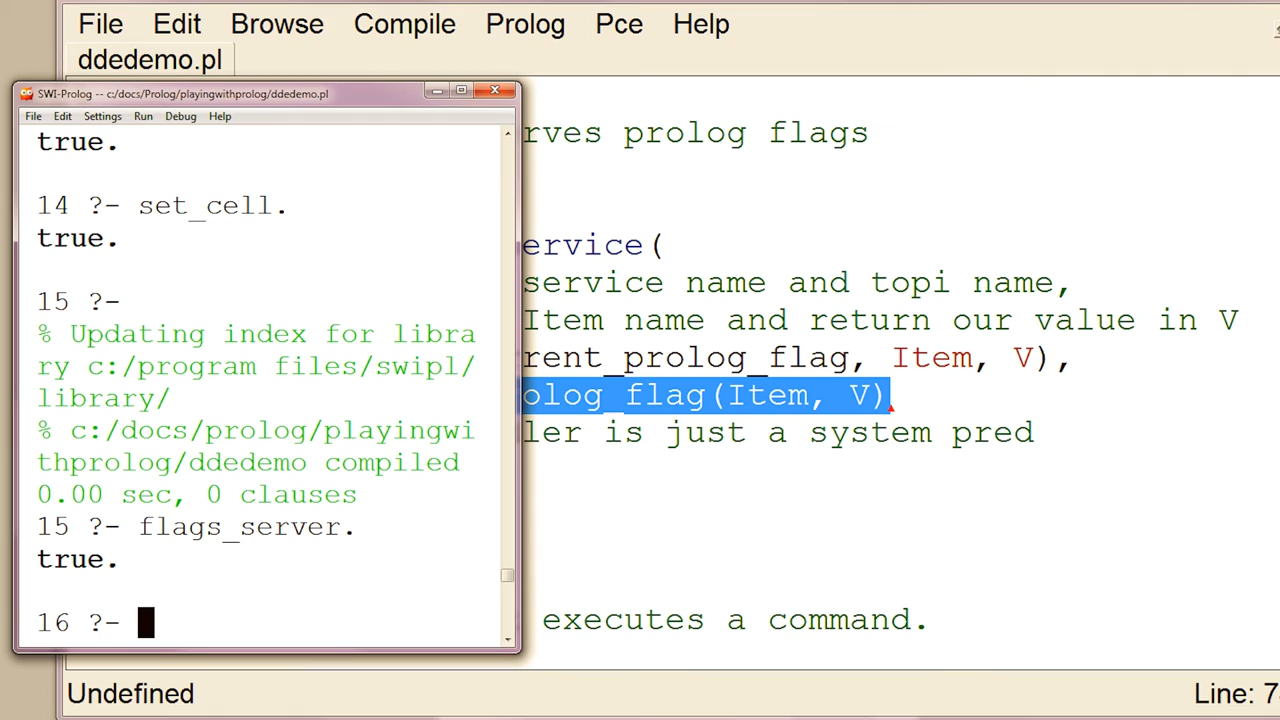 File Edit Browse Compile Prolog Pce Help
ddedemo.pl
SWI-Prolog -- c:/docs/Prolog/playingwithprolog/ddedemo.pl
File Edit Settings Run Debug Help
true.
14 ?- set_cell.
true.
15 ?-
% Updating index for libra
ry c:/program files/swipl/
library/
% c:/docs/prolog/playingwi
thprolog/ddedemo compiled
0.00 sec, 0 clauses
15 ?- flags_server.
true.
16 ?-
rves prolog flags
ervice(
service name and topi name,
Item name and return our value in V
rent_prolog_flag, Item, V),
olog_flag(Item, V)
ler is just a system pred
executes a command.
Undefined
Line: 7